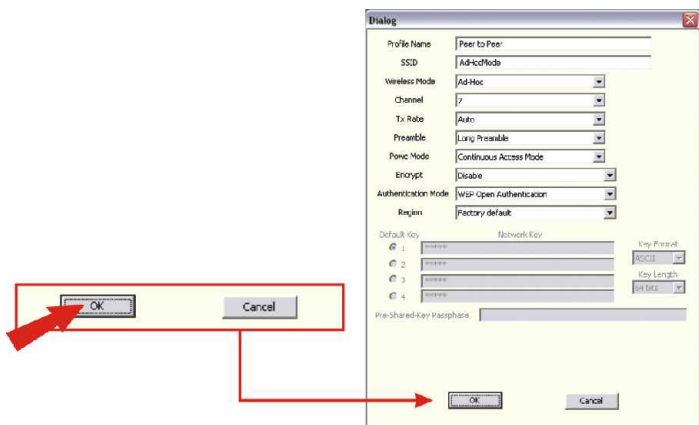 Dialog
Profile Name Peer to Peer
SSID AdHocMode
Wireless Mode Ad-Hoc
Channel 7
Tx Rate Auto
Preamble Long Preamble
Powe Mode Continuous Access Mode
Encrypt Disable
Authentication Mode WEP Open Authentication
Region Factory default
Default Key Network Key
1 ***** Key Format
ASCII
2 *****
3 ***** Key Length
64 bits
4 *****
Pre-Shared-Key Passphase
OK Cancel
OK Cancel